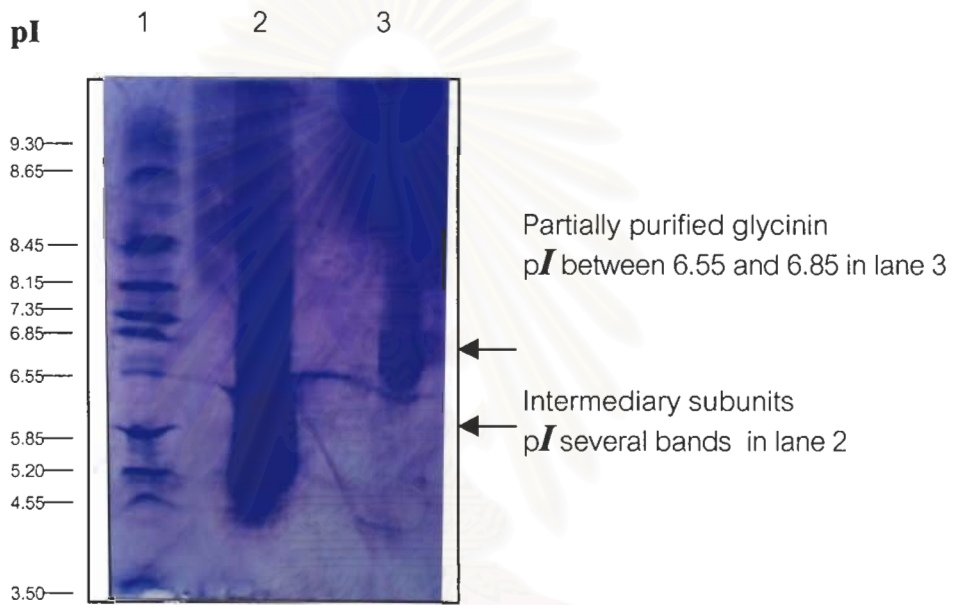 pI 1 2 3
9.30
8.65
8.45
8.15
7.35
6.85
6.55
5.85
5.20
4.55
3.50
Partially purified glycinin
pI between 6.55 and 6.85 in lane 3
Intermediary subunits
pI several bands in lane 2